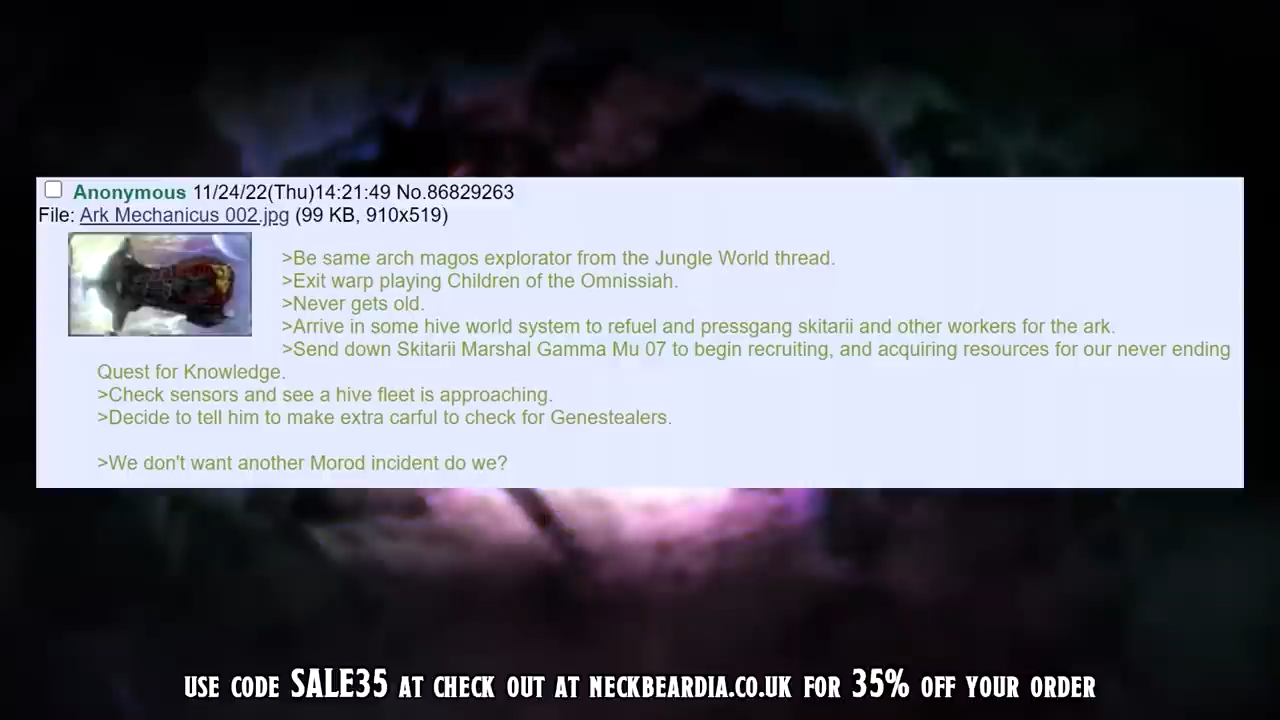 Anonymous 11/24/22(Thu)14:21:49 No.86829263
File: Ark Mechanicus 002.jpg (99 KB, 910x519)
>Be same arch magos explorator from the Jungle World thread.
>Exit warp playing Children of the Omnissiah.
>Never gets old.
>Arrive in some hive world system to refuel and pressgang skitarii and other workers for the ark.
>Send down Skitarii Marshal Gamma Mu 07 to begin recruiting, and acquiring resources for our never ending
Quest for Knowledge.
>Check sensors and see a hive fleet is approaching.
>Decide to tell him to make extra carful to check for Genestealers.
>We don't want another Morod incident do we?
USE CODE SALE35 AT CHECK OUT AT NECKBEARDIA.CO.UK FOR 35% OFF YOUR ORDER